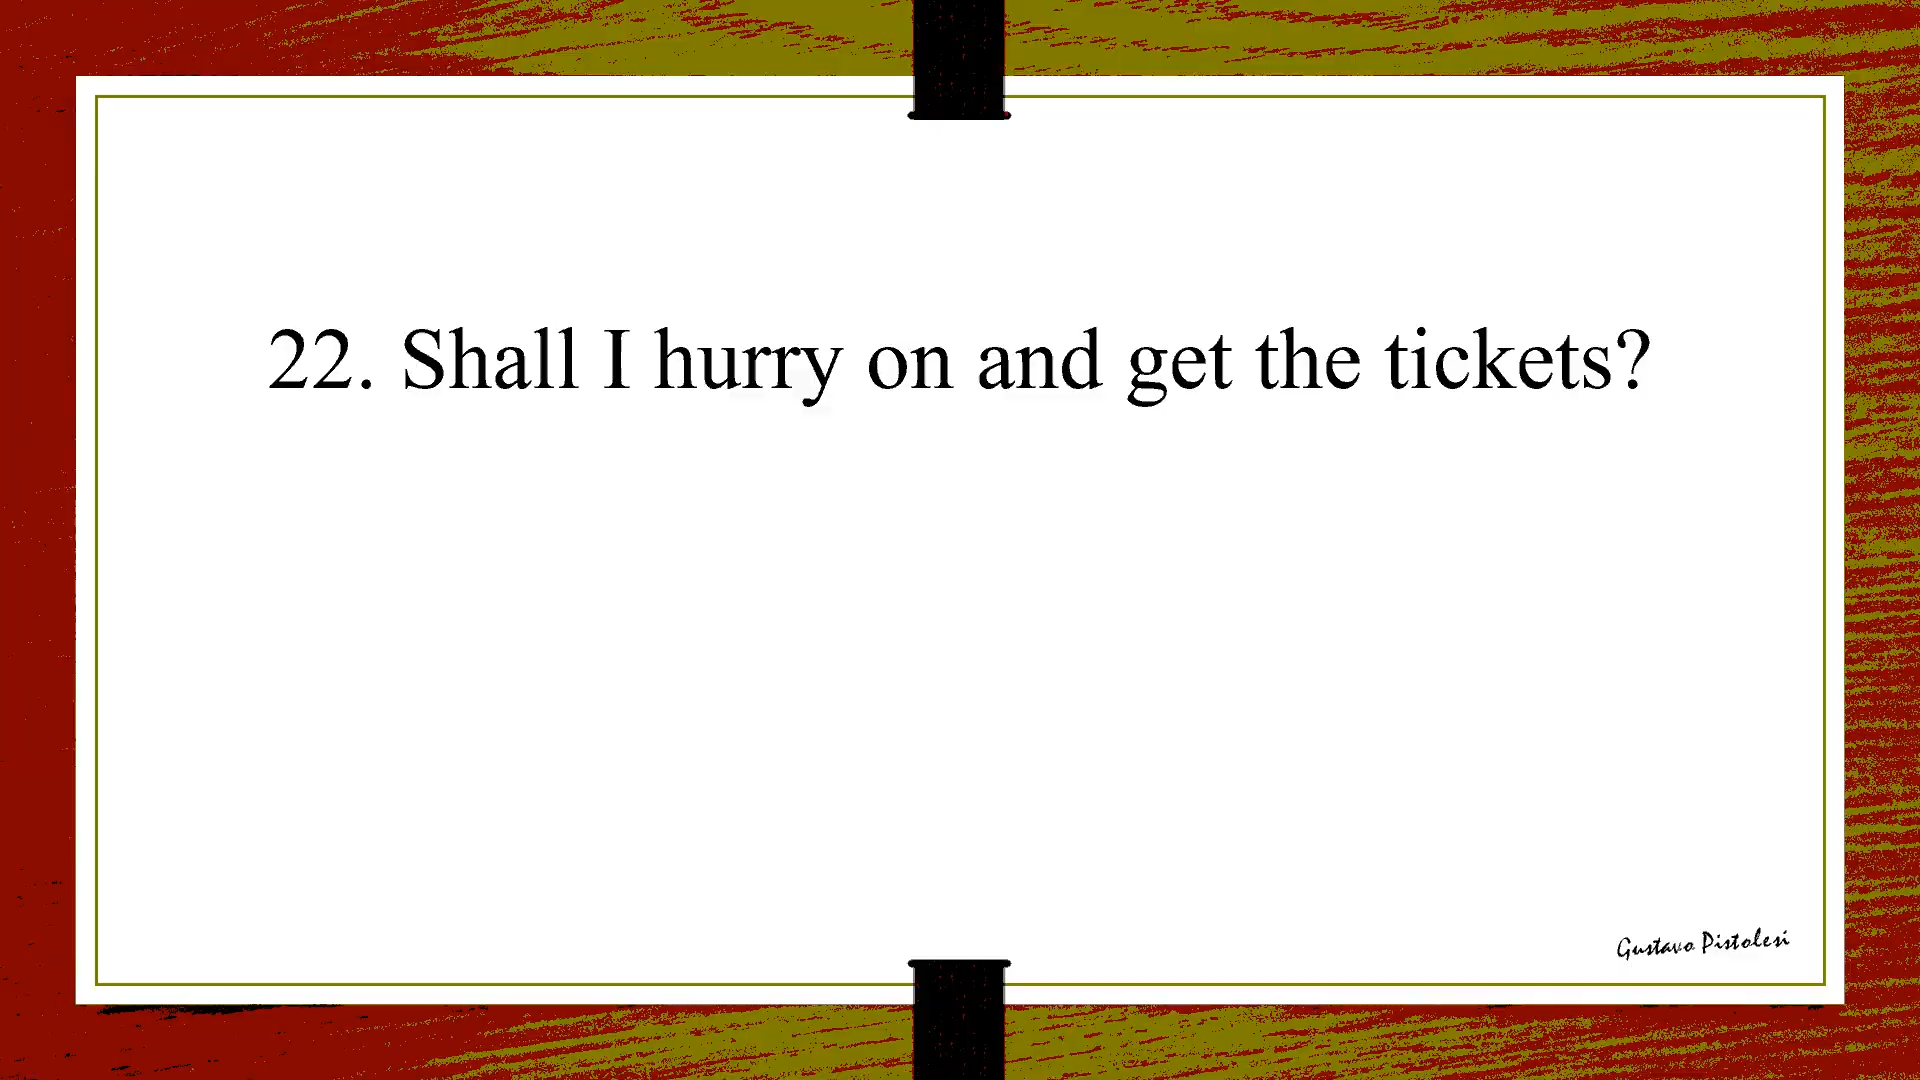 22. Shall I hurry on and get the tickets?
Gustavo Pistolesi